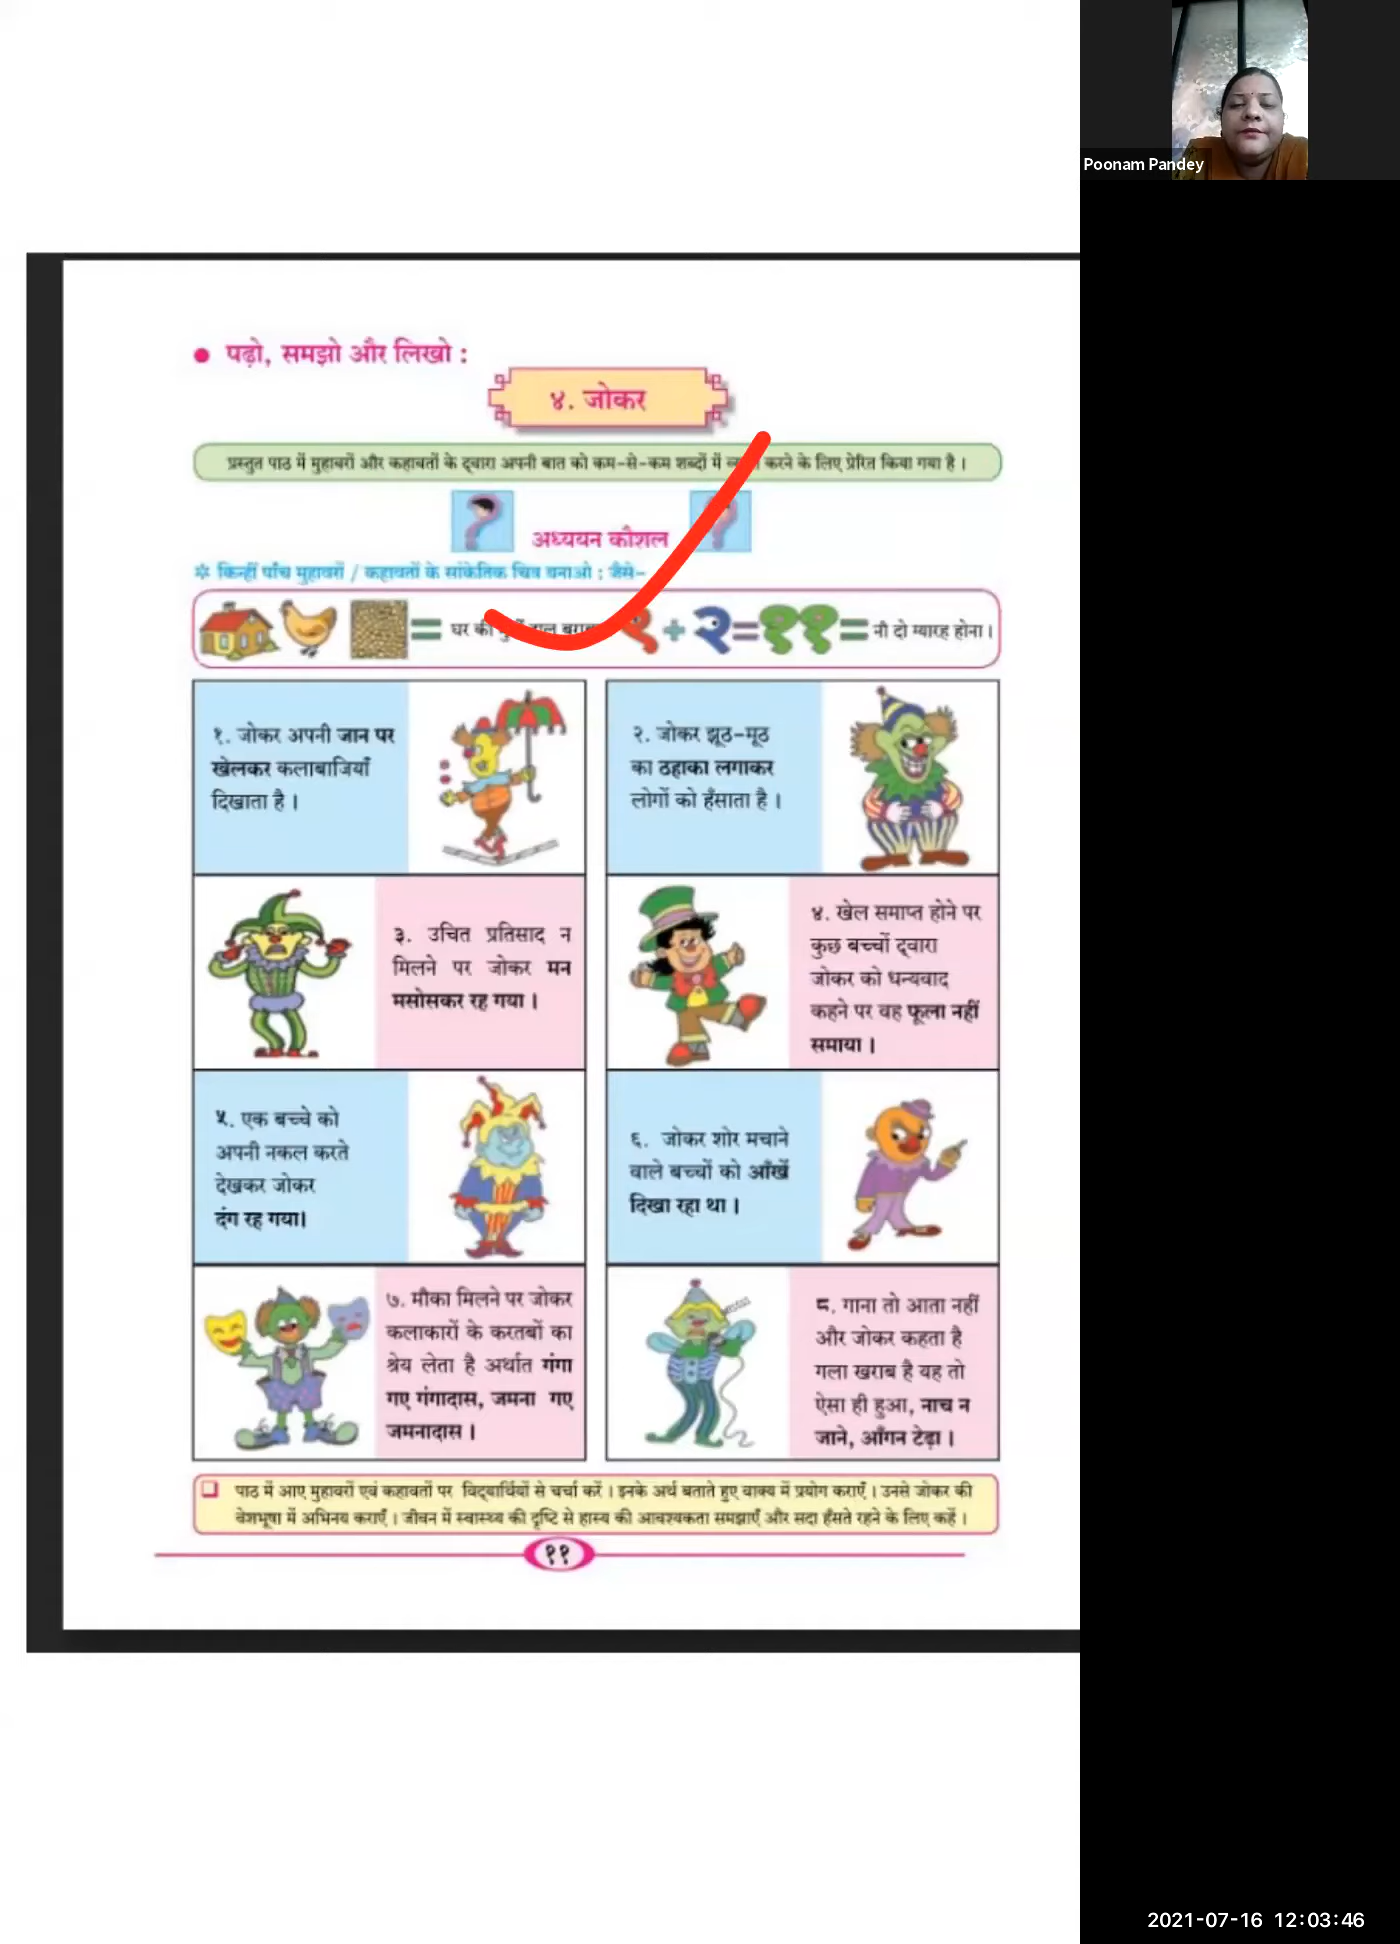 Poonam Pandey
● पढ़ो, समझो और लिखो :
४. जोकर
प्रस्तुत पाठ में मुहावरों और कहावतों के द्‌वारा अपनी बात को कम-से-कम शब्दों में करने के लिए प्रेरित किया गया है ।
अध्ययन कौशल
* किन्हीं पाँच मुहावरों / कहावतों के सांकेतिक चित्र बनाओ : जैसे-
= घर की + २=११= नौ दो ग्यारह होना ।
१. जोकर अपनी जान पर
खेलकर कलाबाजियाँ
दिखाता है ।
२. जोकर झूठ-मूठ
का ठहाका लगाकर
लोगों को हँसाता है ।
३. उचित प्रतिसाद न
मिलने पर जोकर मन
मसोसकर रह गया ।
४. खेल समाप्त होने पर
कुछ बच्चों द्‌वारा
जोकर को धन्यवाद
कहने पर वह फूला नहीं
समाया ।
५. एक बच्चे को
अपनी नकल करते
देखकर जोकर
दंग रह गया।
६. जोकर शोर मचाने
वाले बच्चों को आँखें
दिखा रहा था ।
७. मौका मिलने पर जोकर
कलाकारों के करतबों का
श्रेय लेता है अर्थात गंगा
गए गंगादास, जमना गए
जमनादास ।
८. गाना तो आता नहीं
और जोकर कहता है
गला खराब है यह तो
ऐसा ही हुआ, नाच न
जाने, आँगन टेढ़ा ।
❑ पाठ में आए मुहावरों एवं कहावतों पर विद्‌यार्थियों से चर्चा करें । इनके अर्थ बताते हुए वाक्य में प्रयोग कराएँ । उनसे जोकर की
वेशभूषा में अभिनय कराएँ । जीवन में स्वास्थ्य की दृष्टि से हास्य की आवश्यकता समझाएँ और सदा हँसते रहने के लिए कहें ।
११
2021-07-16 12:03:46